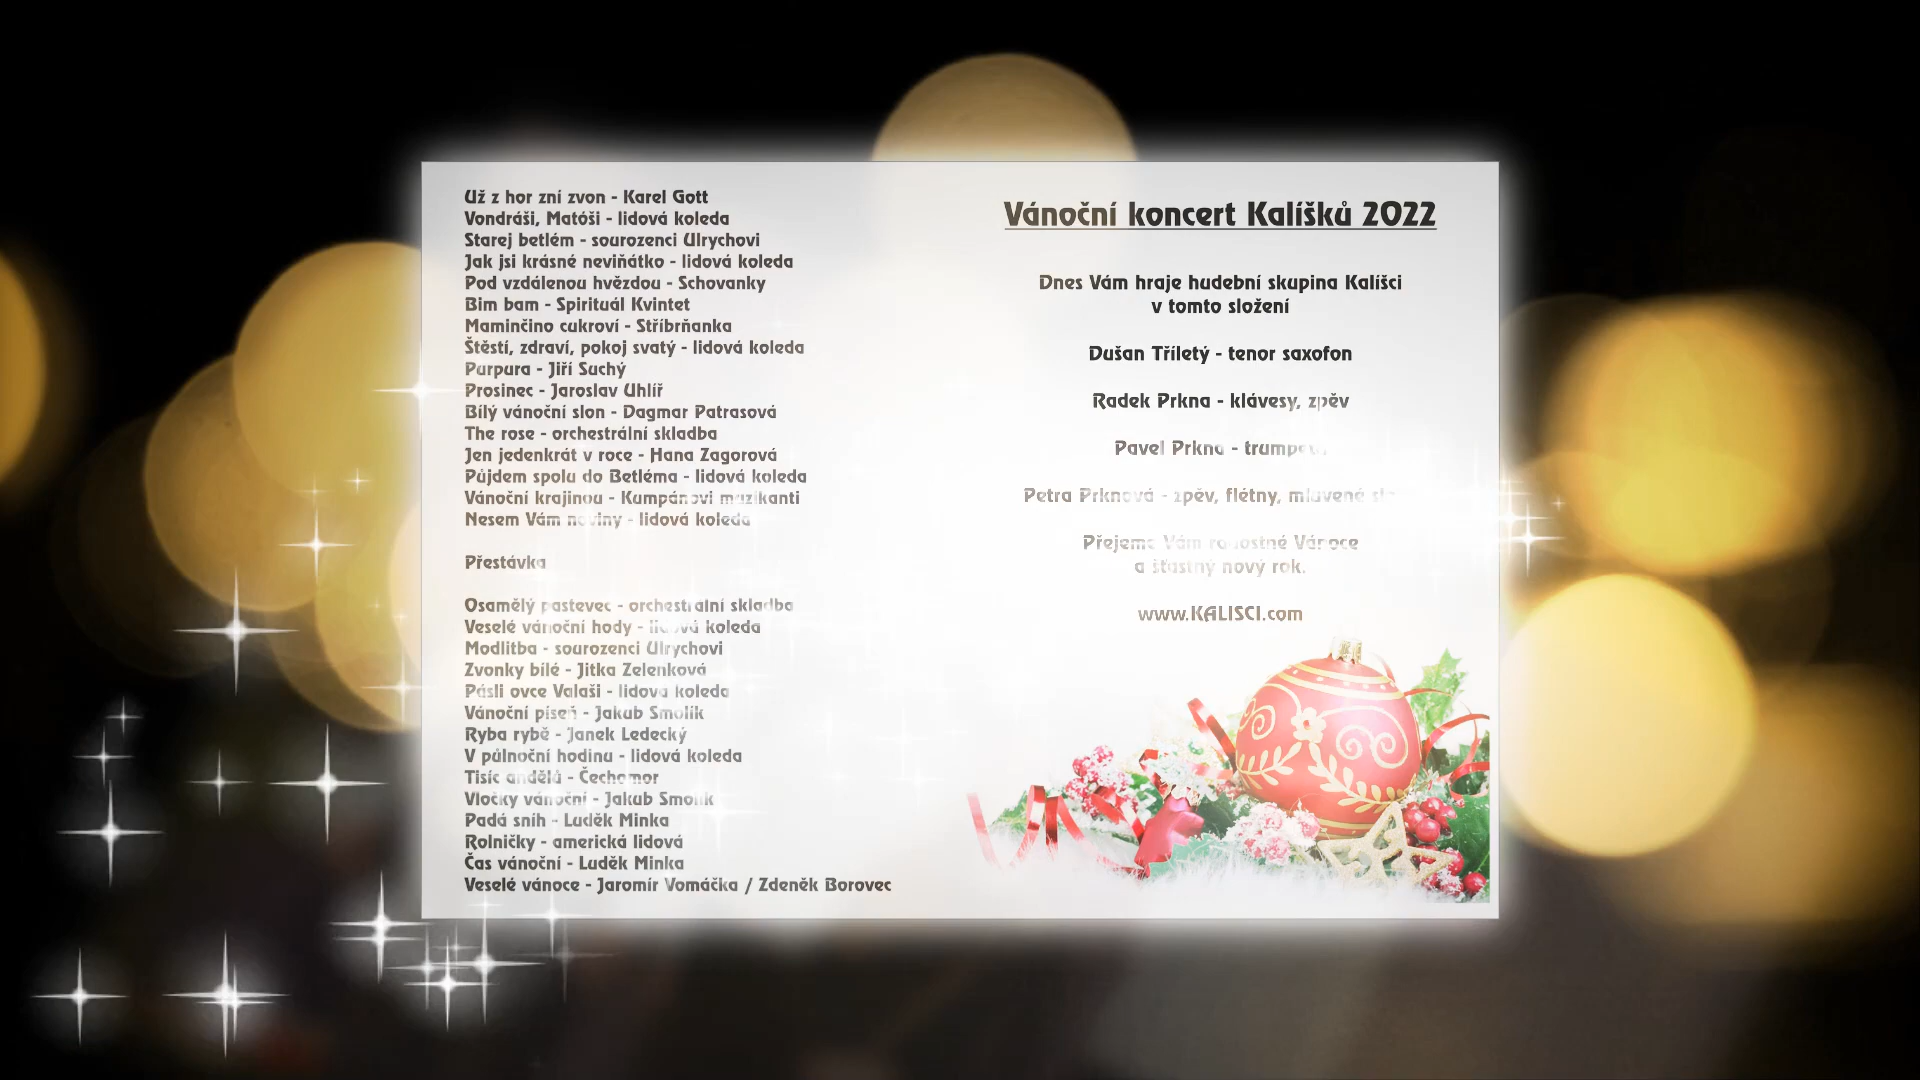 Už z hor zní zvon - Karel Gott
Vondráši, Matóši - lidová koleda
Starej betlém - sourozenci Ulrychovi
Jak jsi krásné neviňátko - lidová koleda
Pod vzdálenou hvězdou - Schovanky
Bim bam - Spirituál Kvintet
Maminčino cukroví - Stříbrňanka
Štěstí, zdraví, pokoj svatý - lidová koleda
Purpura - Jiří Suchý
Prosinec - Jaroslav Uhlíř
Bílý vánoční slon - Dagmar Patrasová
The rose - orchestrální skladba
Jen jedenkrát v roce - Hana Zagorová
Půjdem spolu do Betléma - lidová koleda
Vánoční krajinou - Kumpánovi muzikanti
Nesem Vám noviny - lidová koleda
Přestávka
Osamělý pastevec - orchestrální skladba
Veselé vánoční hody - lidová koleda
Modlitba - sourozenci Ulrychovi
Zvonky bílé - Jitka Zelenková
Pásli ovce Valaši - lidová koleda
Vánoční píseň - Jakub Smolík
Ryba rybě - Janek Ledecký
V půlnoční hodinu - lidová koleda
Tisíc andělů - Čechomor
Vločky vánoční - Jakub Smolík
Padá sníh - Luděk Minka
Rolničky - americká lidová
Čas vánoční - Luděk Minka
Veselé vánoce - Jaromír Vomáčka / Zdeněk Borovec
Vánoční koncert Kalíšků 2022
Dnes Vám hraje hudební skupina Kalíšci
v tomto složení
Dušan Tříletý - tenor saxofon
Radek Prkna - klávesy, zpěv
Pavel Prkna -
Petra Prknová - zpěv, flétny, mluvené
Přejeme Vám radostné Vánoce
a šťastný nový rok.
www.KALISCI.com